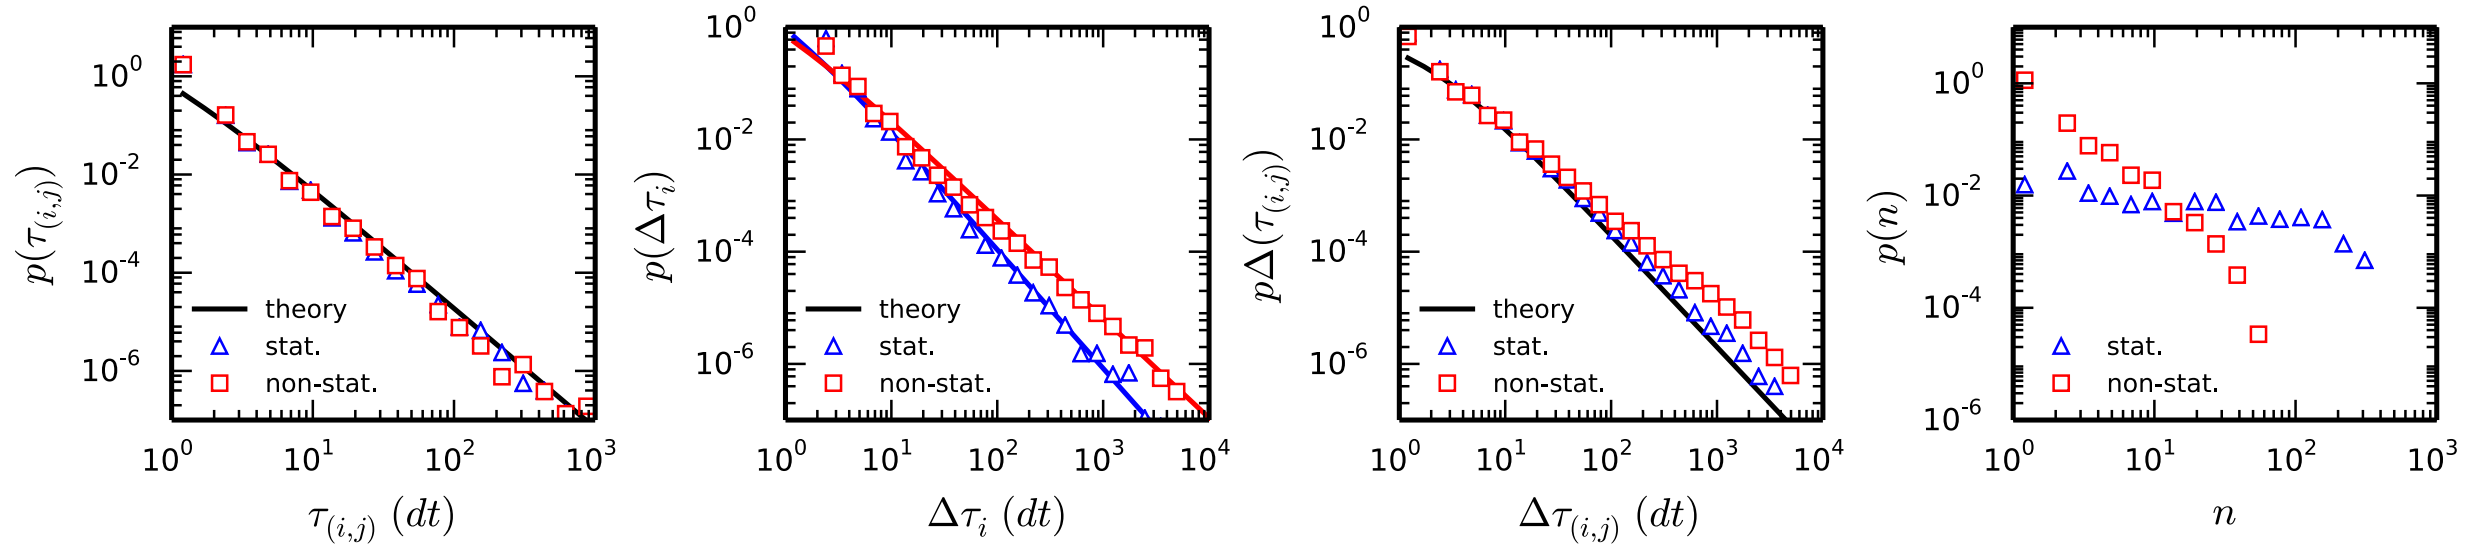 p(τ_{(i,j)})
10^0
10^{-2}
10^{-4}
10^{-6}
theory
stat.
non-stat.
10^0 10^1 10^2 10^3
τ_{(i,j)} (dt)
p(Δτ_i)
10^0
10^{-2}
10^{-4}
10^{-6}
theory
stat.
non-stat.
10^0 10^1 10^2 10^3 10^4
Δτ_i (dt)
pΔ(τ_{(i,j)})
10^0
10^{-2}
10^{-4}
10^{-6}
theory
stat.
non-stat.
10^0 10^1 10^2 10^3 10^4
Δτ_{(i,j)} (dt)
p(n)
10^0
10^{-2}
10^{-4}
10^{-6}
stat.
non-stat.
10^0 10^1 10^2 10^3
n